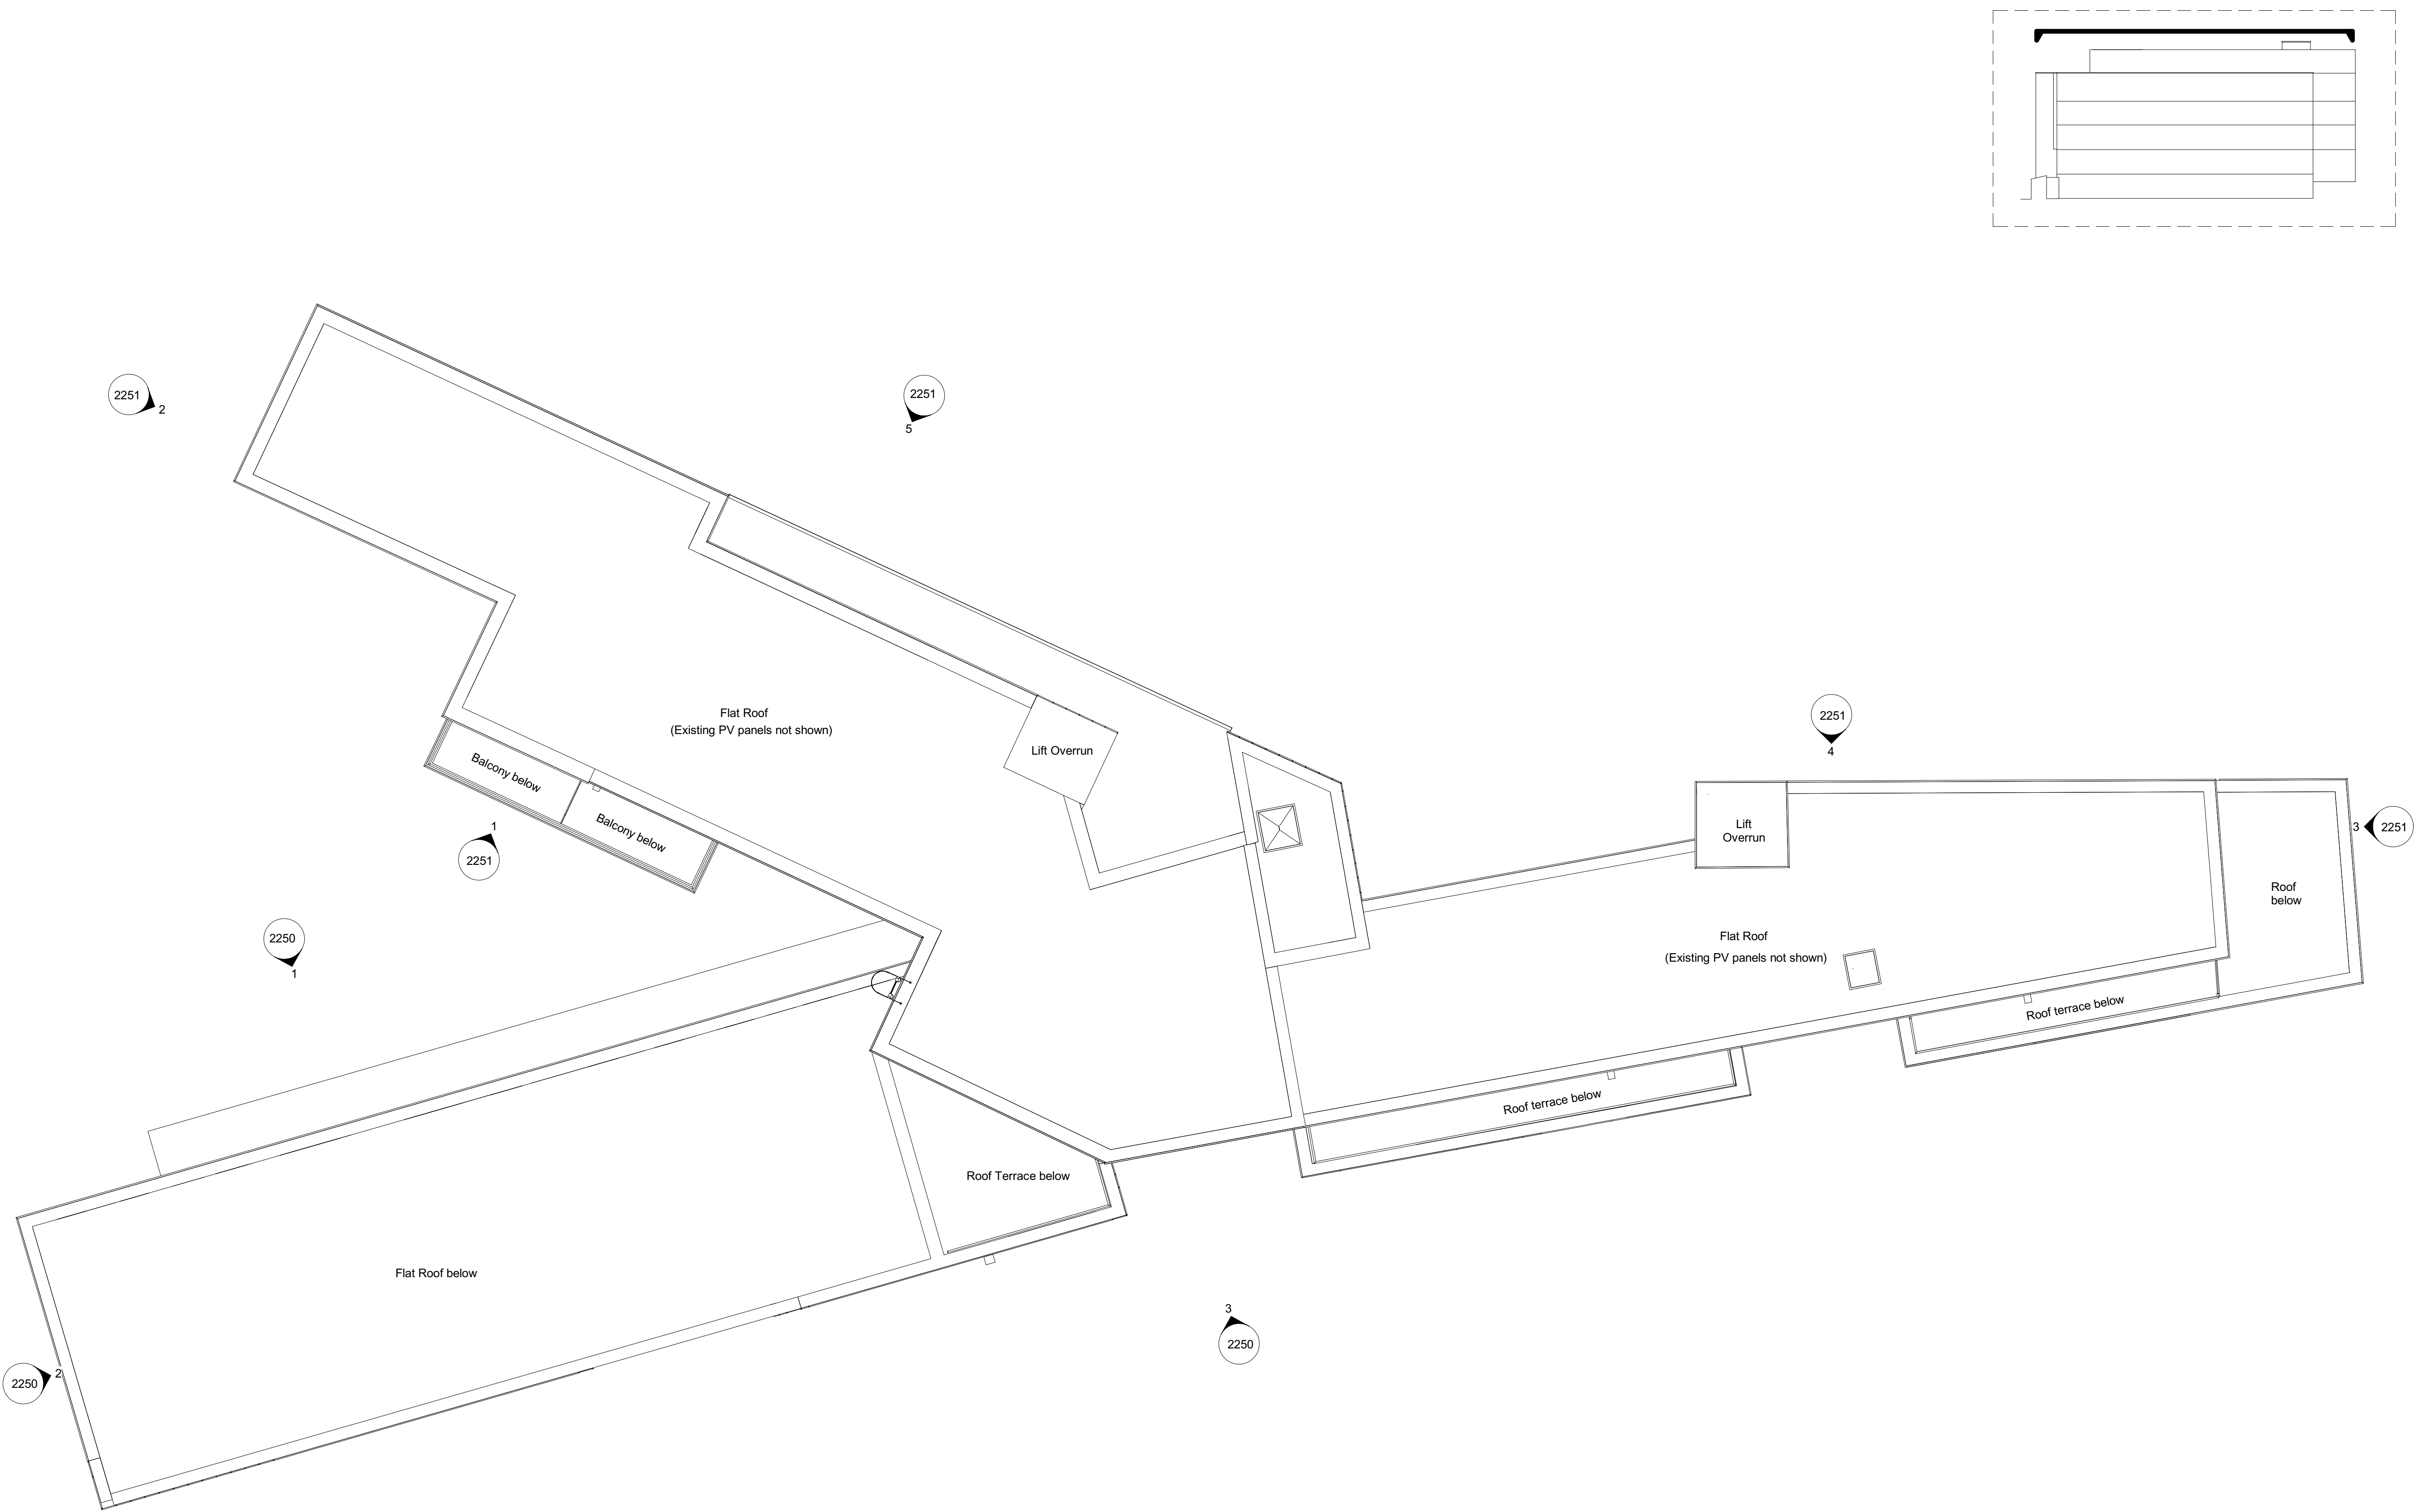 2251
2
2251
5
Flat Roof
(Existing PV panels not shown)
Lift Overrun
2251
4
Balcony below
Balcony below
1
2251
Lift
Overrun
3
2251
Roof
below
2250
1
Flat Roof
(Existing PV panels not shown)
Roof terrace below
Roof terrace below
Roof Terrace below
Flat Roof below
3
2250
2250
2